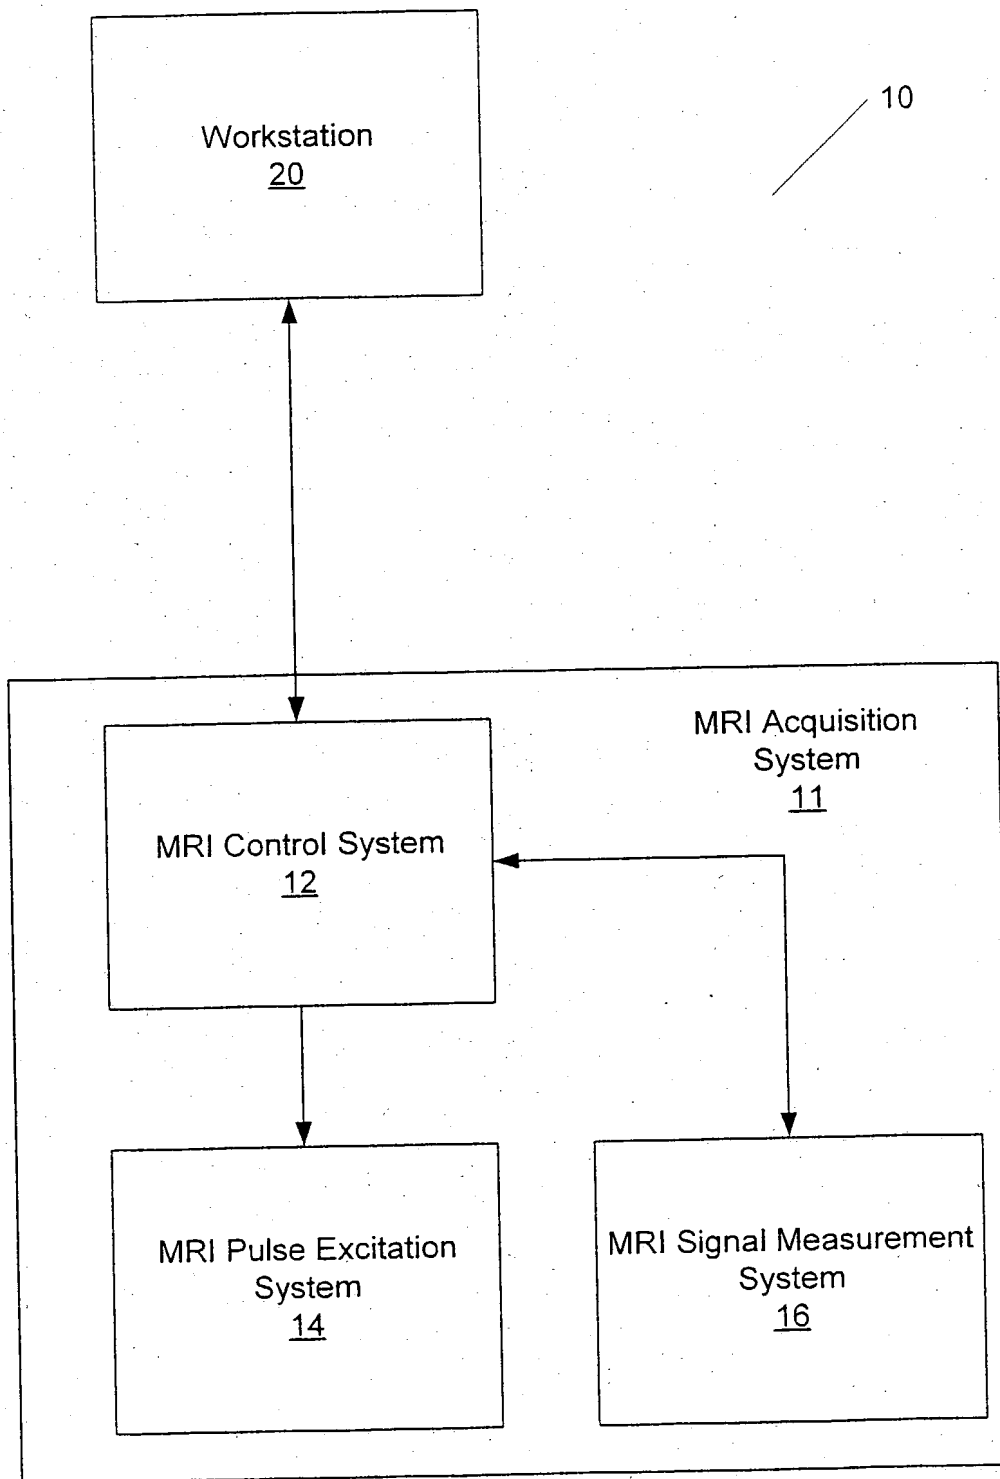 10
Workstation
20
MRI Acquisition
System
11
MRI Control System
12
MRI Pulse Excitation
System
14
MRI Signal Measurement
System
16